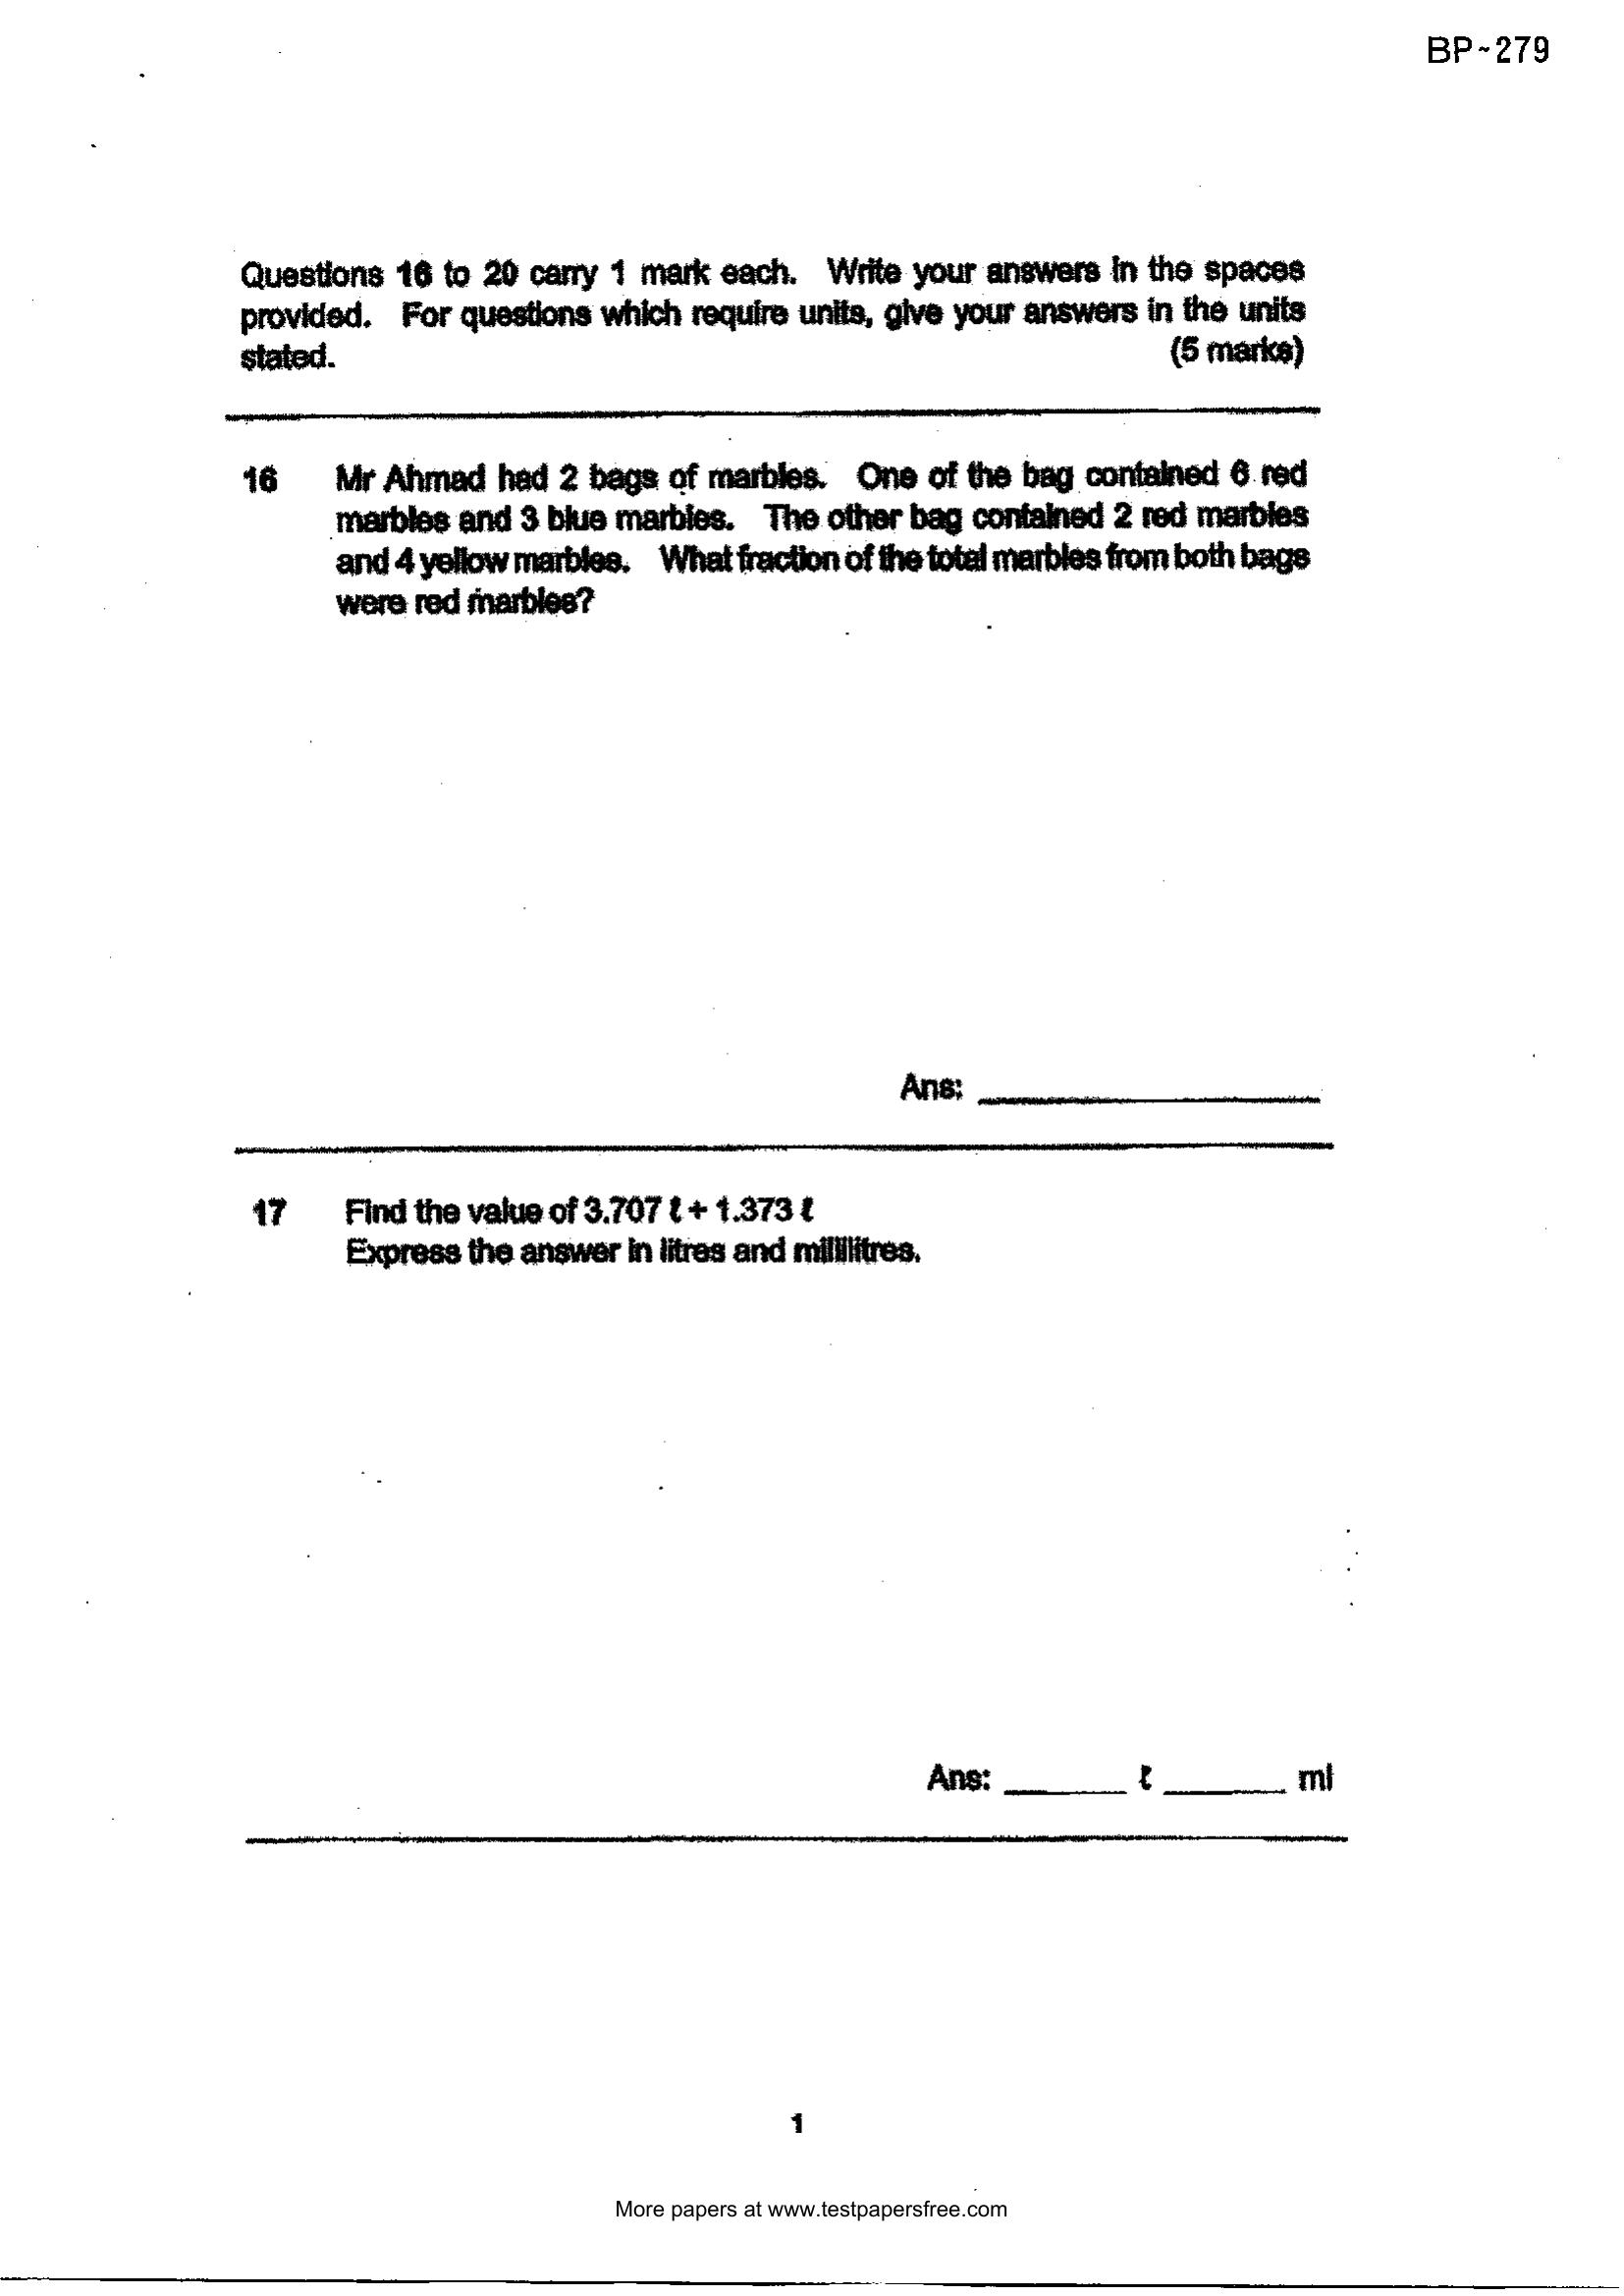 BP~279
Questions 16 to 20 carry 1 mark each. Write your answers in the spaces
provided. For questions which require units, give your answers in the units
stated. (5 marks)
16 Mr Ahmad had 2 bags of marbles. One of the bag contained 6 red
marbles and 3 blue marbles. The other bag contained 2 red marbles
and 4 yellow marbles. What fraction of the total marbles from both bags
were red marbles?
Ans: ____________
17 Find the value of 3.707 ℓ + 1.373 ℓ
Express the answer in litres and millilitres.
Ans: ______ ℓ ______ ml
1
More papers at www.testpapersfree.com